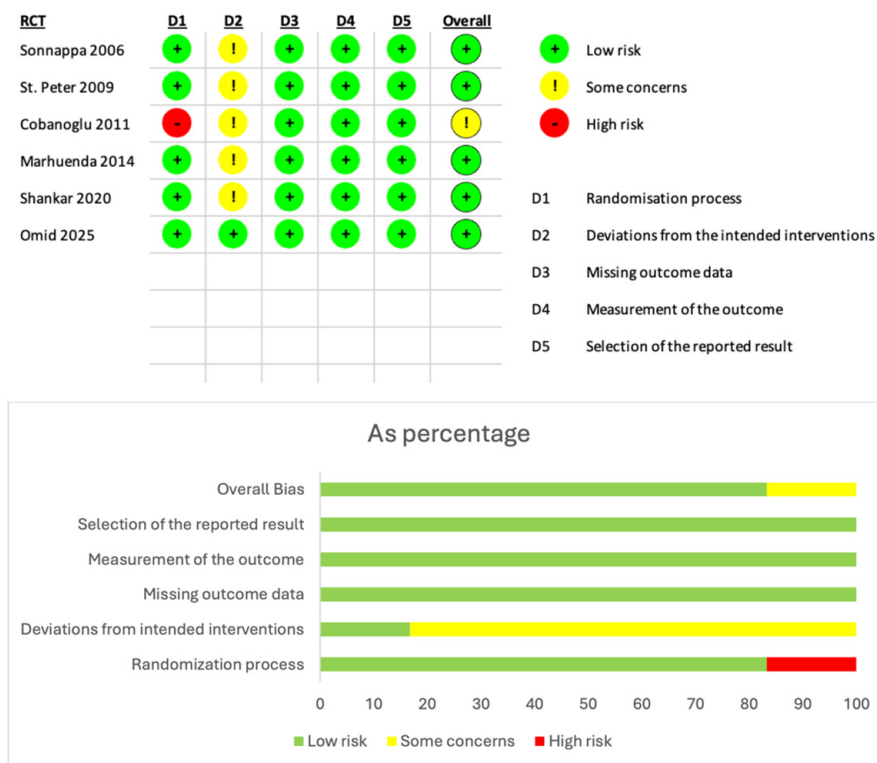 RCT D1 D2 D3 D4 D5 Overall
Sonnappa 2006 + ! + + + + + Low risk
St. Peter 2009 + ! + + + + ! Some concerns
Cobanoglu 2011 - ! + + + ! - High risk
Marhuenda 2014 + ! + + + +
Shankar 2020 + ! + + + + D1 Randomisation process
Omid 2025 + + + + + + D2 Deviations from the intended interventions
D3 Missing outcome data
D4 Measurement of the outcome
D5 Selection of the reported result
As percentage
Overall Bias
Selection of the reported result
Measurement of the outcome
Missing outcome data
Deviations from intended interventions
Randomization process
0 10 20 30 40 50 60 70 80 90 100
Low risk Some concerns High risk